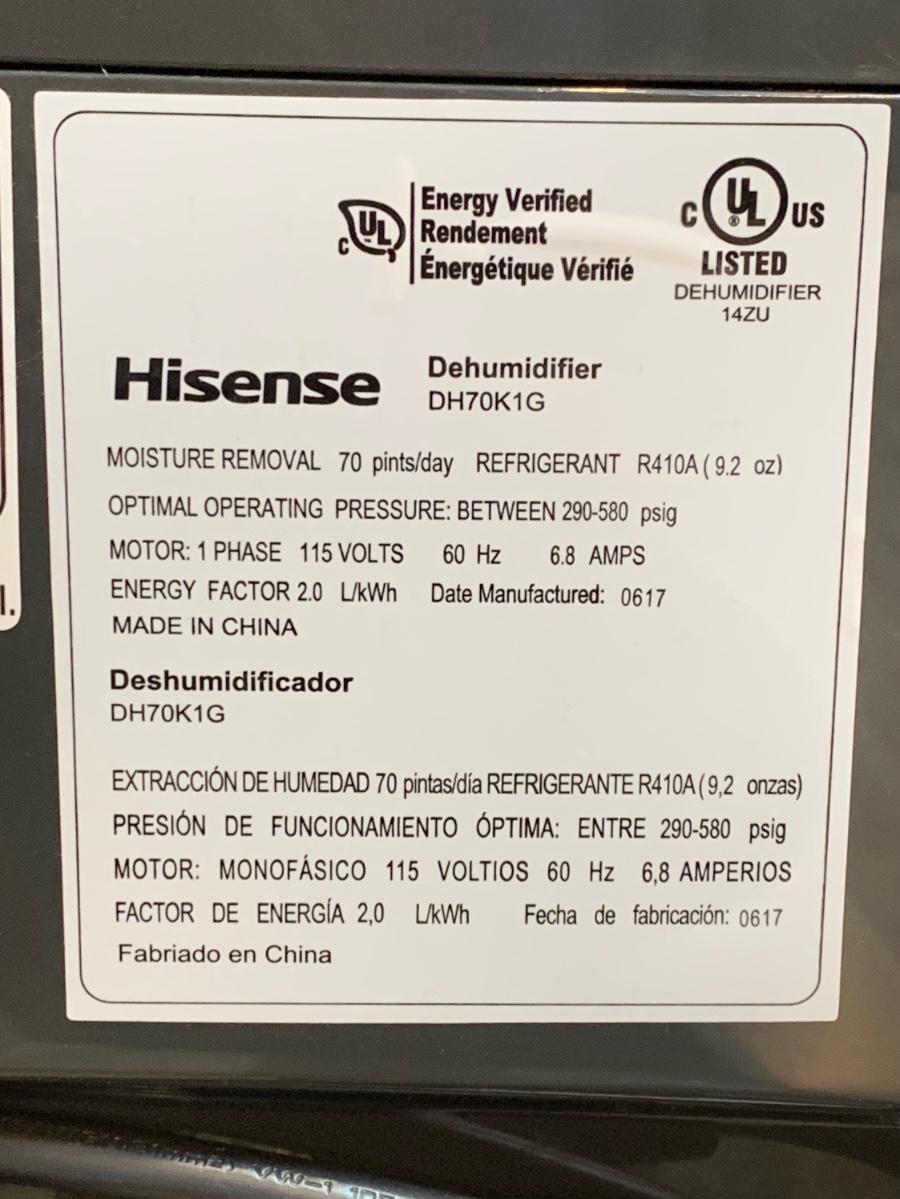 C UL
Energy Verified
Rendement
Énergétique Vérifié
C UL ® US
LISTED
DEHUMIDIFIER
14ZU
Hisense
Dehumidifier
DH70K1G
MOISTURE REMOVAL 70 pints/day REFRIGERANT R410A ( 9.2 oz)
OPTIMAL OPERATING PRESSURE: BETWEEN 290-580 psig
MOTOR: 1 PHASE 115 VOLTS 60 Hz 6.8 AMPS
ENERGY FACTOR 2.0 L/kWh Date Manufactured: 0617
MADE IN CHINA
Deshumidificador
DH70K1G
EXTRACCIÓN DE HUMEDAD 70 pintas/día REFRIGERANTE R410A ( 9,2 onzas)
PRESIÓN DE FUNCIONAMIENTO ÓPTIMA: ENTRE 290-580 psig
MOTOR: MONOFÁSICO 115 VOLTIOS 60 Hz 6,8 AMPERIOS
FACTOR DE ENERGÍA 2,0 L/kWh Fecha de fabricación: 0617
Fabriado en China
VW-1